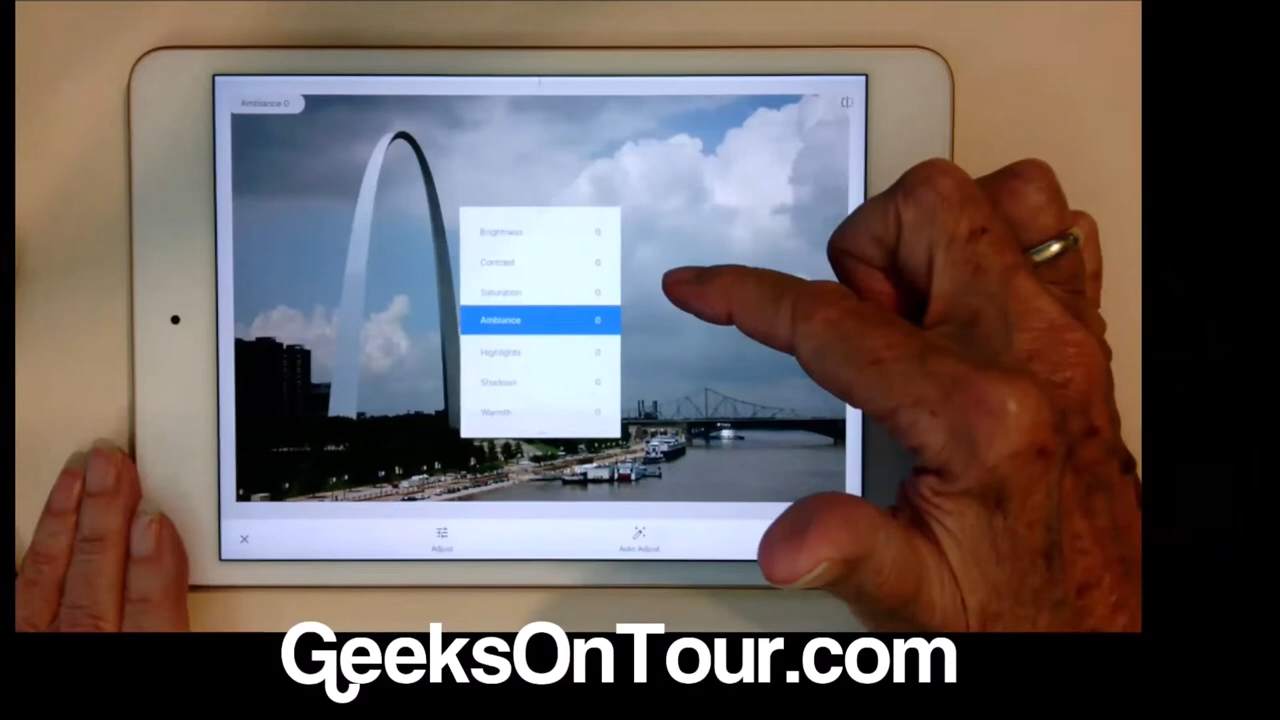 Ambiance 0
Brightness 0
Contrast 0
Saturation 0
Ambiance 0
Highlights 0
Shadows 0
Warmth 0
Adjust
Auto Adjust
GeeksOnTour.com